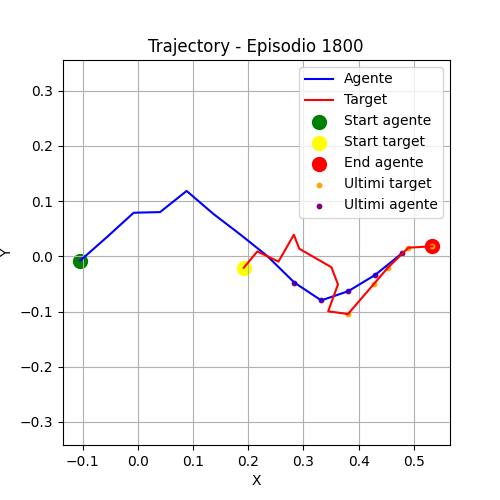 Trajectory - Episodio 1800
Agente
Target
Start agente
Start target
End agente
Ultimi target
Ultimi agente
Y
0.3
0.2
0.1
0.0
−0.1
−0.2
−0.3
−0.1 0.0 0.1 0.2 0.3 0.4 0.5
X